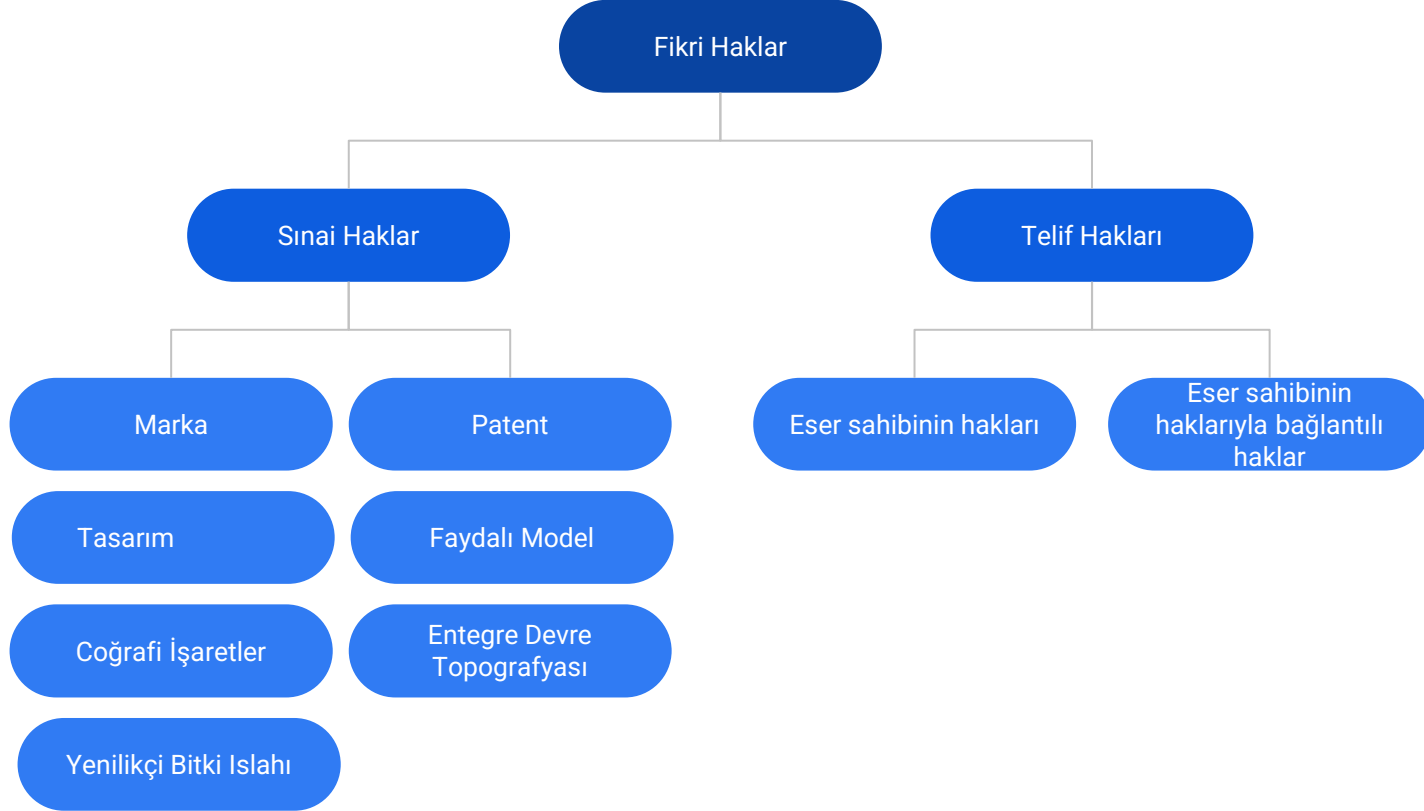 Fikri Haklar
Sınai Haklar
Telif Hakları
Marka
Patent
Eser sahibinin hakları
Eser sahibinin
haklarıyla bağlantılı
haklar
Tasarım
Faydalı Model
Coğrafi İşaretler
Entegre Devre
Topografyası
Yenilikçi Bitki Islahı